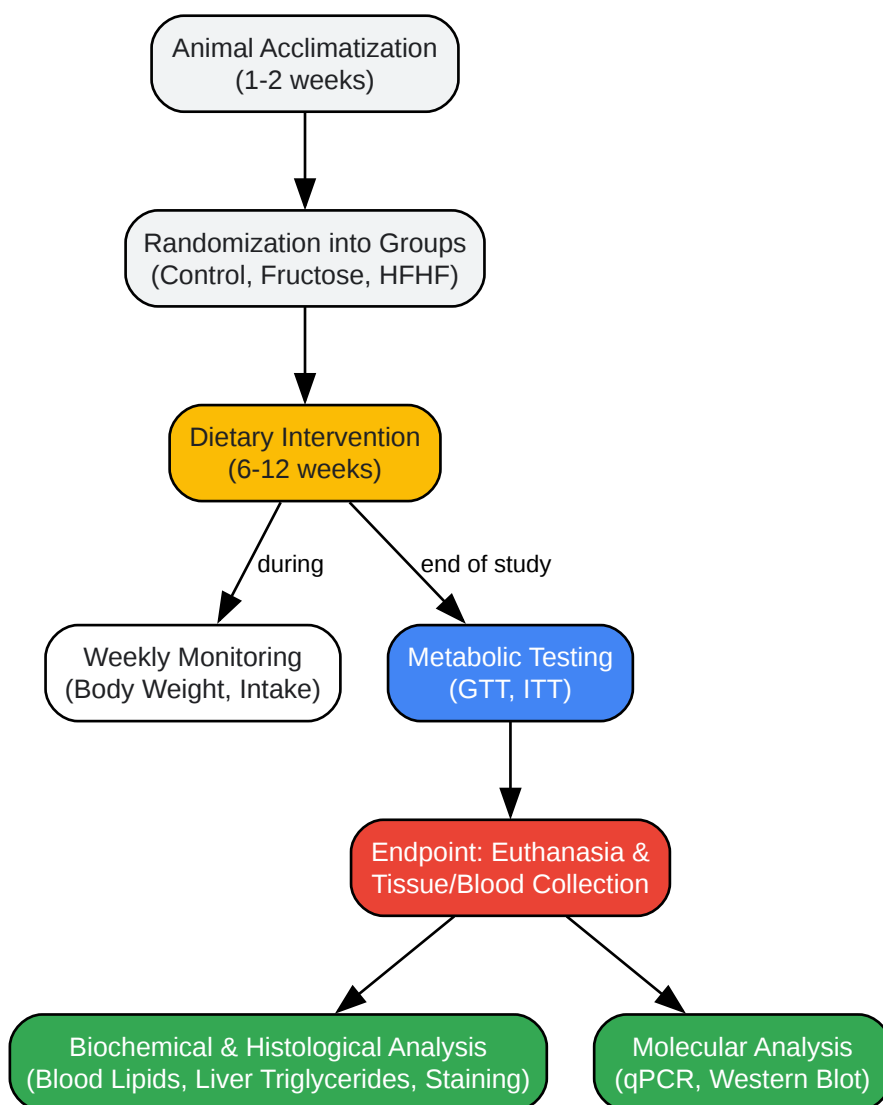 Animal Acclimatization
(1-2 weeks)
Randomization into Groups
(Control, Fructose, HFHF)
Dietary Intervention
(6-12 weeks)
during
end of study
Weekly Monitoring
(Body Weight, Intake)
Metabolic Testing
(GTT, ITT)
Endpoint: Euthanasia &
Tissue/Blood Collection
Biochemical & Histological Analysis
(Blood Lipids, Liver Triglycerides, Staining)
Molecular Analysis
(qPCR, Western Blot)